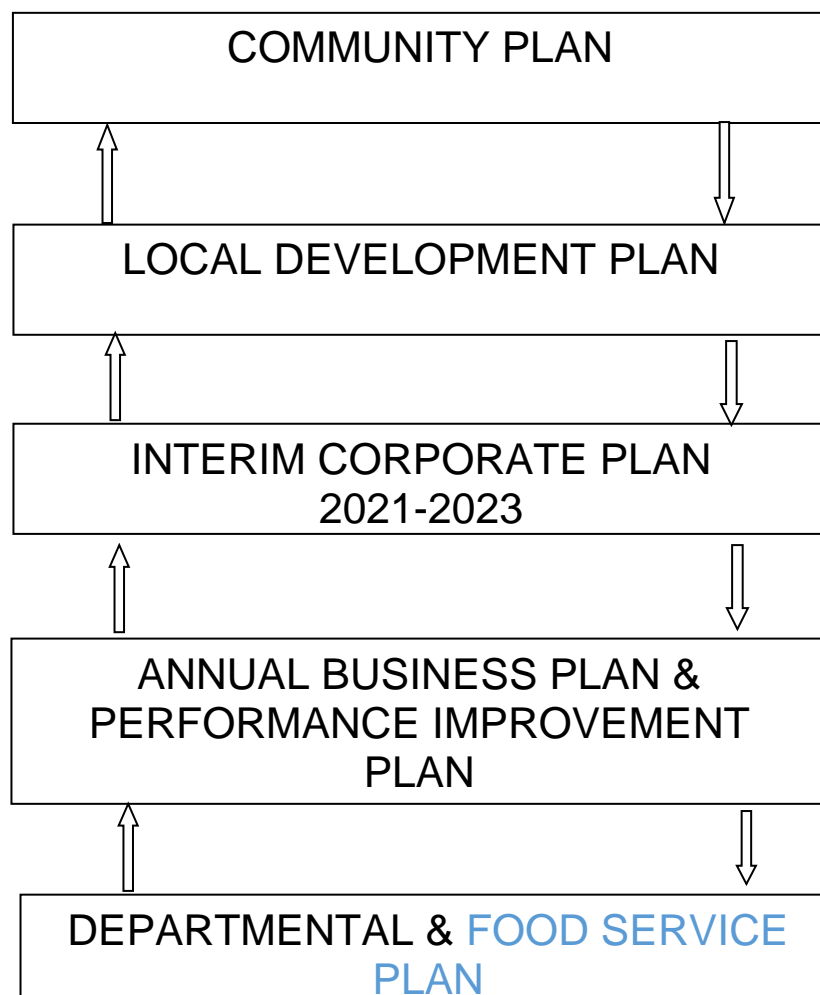 COMMUNITY PLAN
LOCAL DEVELOPMENT PLAN
INTERIM CORPORATE PLAN
2021-2023
ANNUAL BUSINESS PLAN &
PERFORMANCE IMPROVEMENT
PLAN
DEPARTMENTAL & FOOD SERVICE
PLAN